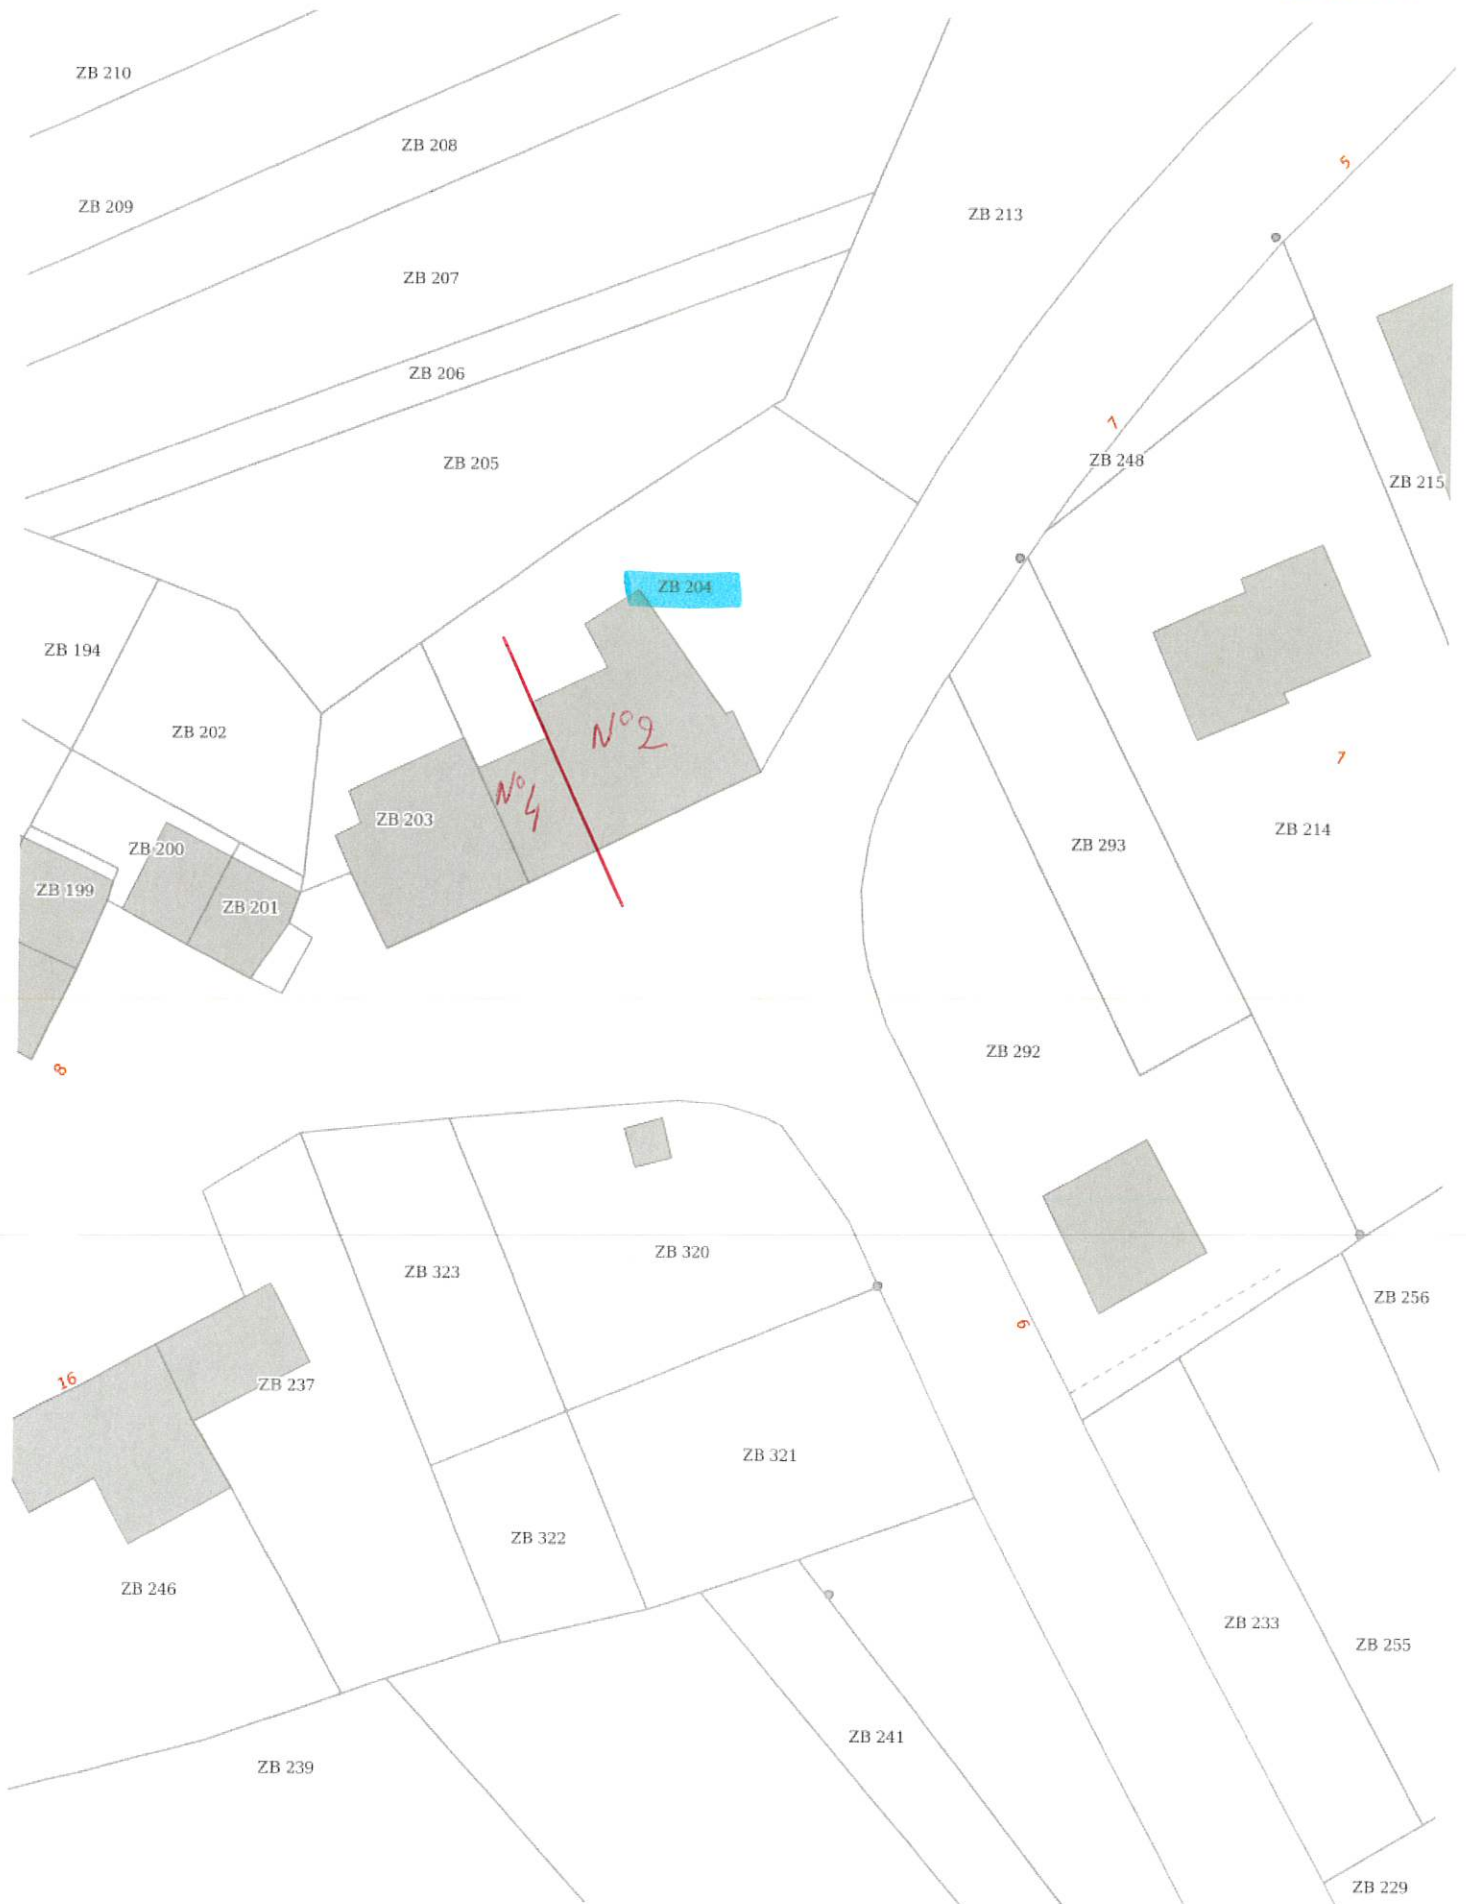 ZB 210
ZB 208
5
ZB 209
ZB 213
ZB 207
ZB 206
7
ZB 248
ZB 205
ZB 215
ZB 204
ZB 194
ZB 202
N° 2
7
N° 4
ZB 203
ZB 214
ZB 293
ZB 200
ZB 199
ZB 201
ZB 292
8
ZB 320
ZB 323
ZB 256
9
16
ZB 237
ZB 321
ZB 322
ZB 246
ZB 233
ZB 255
ZB 241
ZB 239
ZB 229